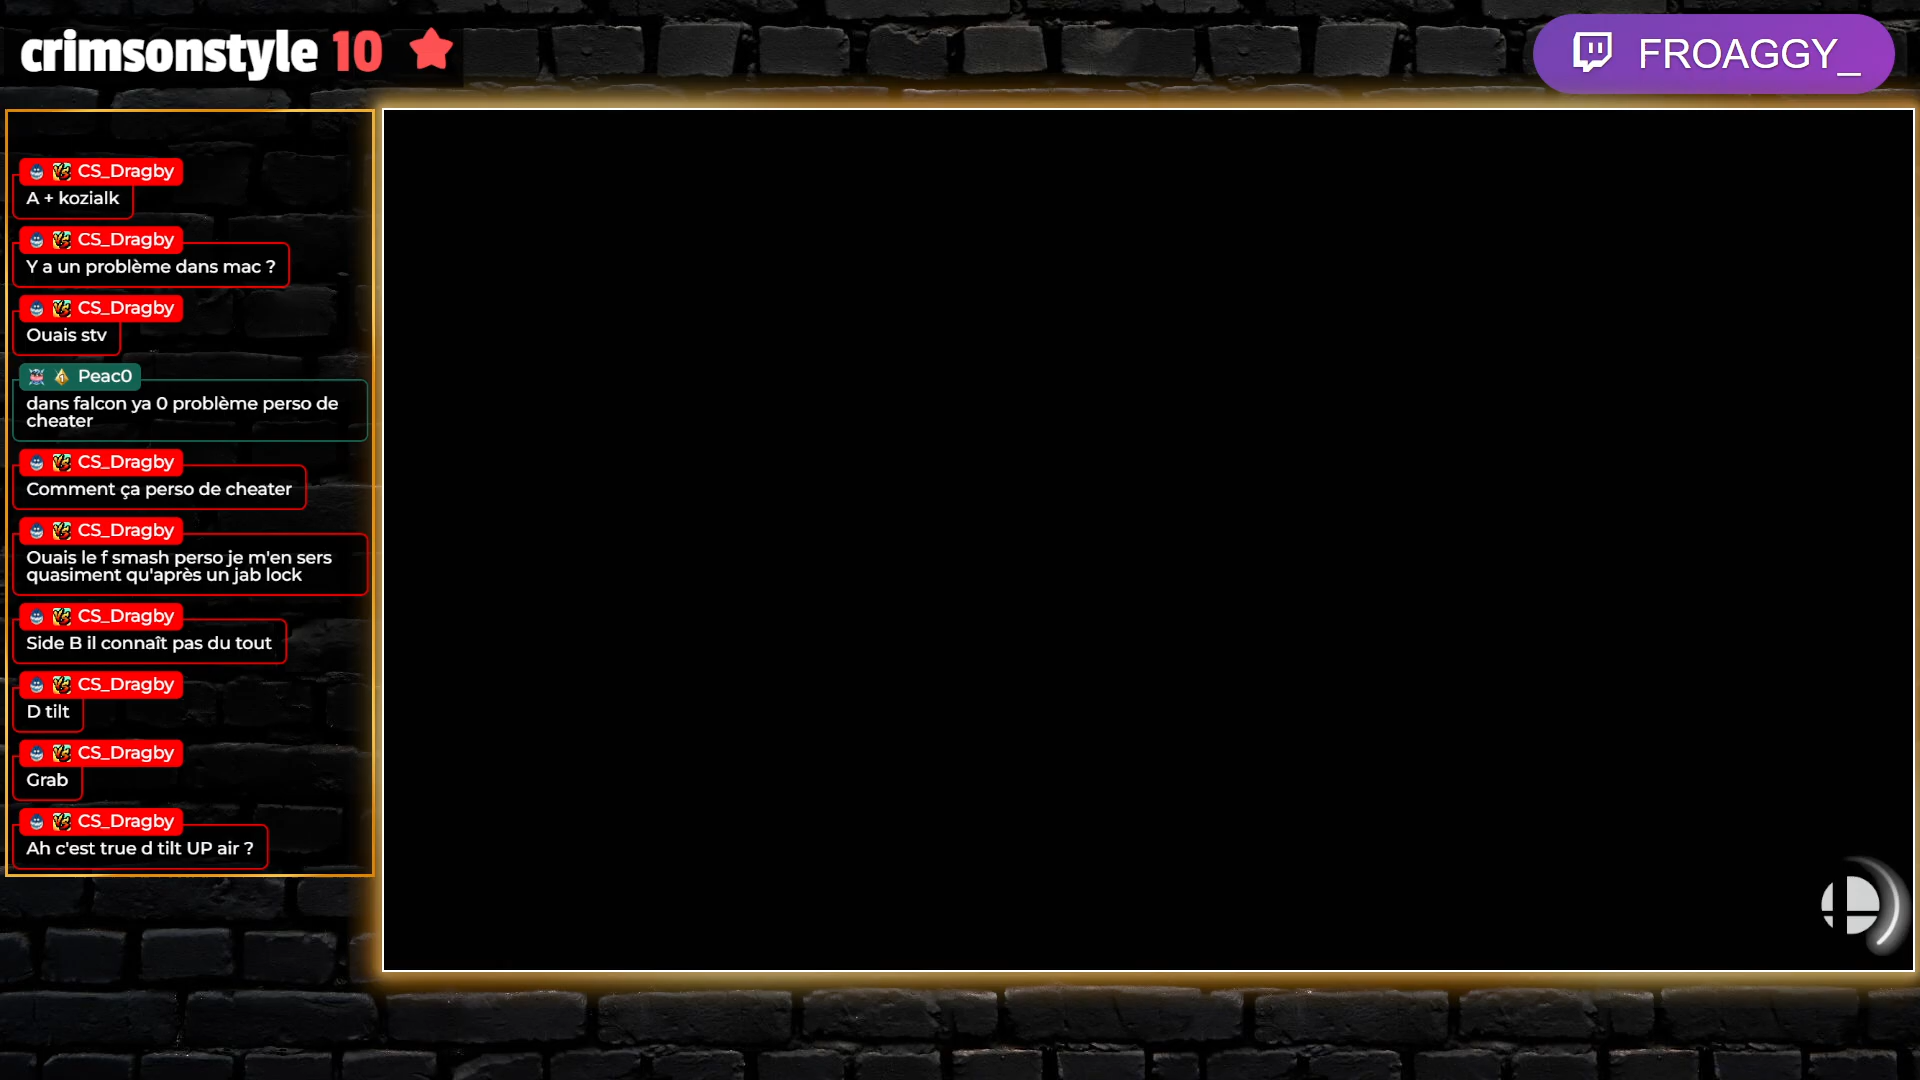 crimsonstyle 10
FROAGGY_
CS_Dragby
A + kozialk
CS_Dragby
Y a un problème dans mac ?
CS_Dragby
Ouais stv
Peac0
dans falcon ya 0 problème perso de
cheater
CS_Dragby
Comment ça perso de cheater
CS_Dragby
Ouais le f smash perso je m'en sers
quasiment qu'après un jab lock
CS_Dragby
Side B il connaît pas du tout
CS_Dragby
D tilt
CS_Dragby
Grab
CS_Dragby
Ah c'est true d tilt UP air ?